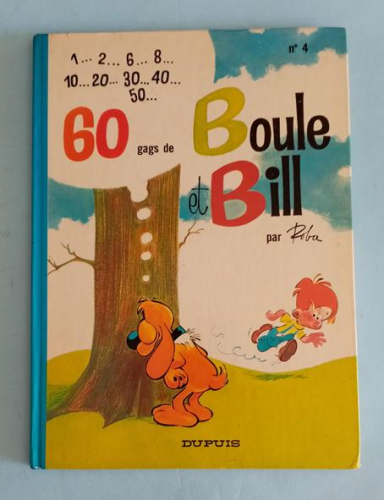 1... 2... 6... 8...
n° 4
10...20... 30...40...
50...
60 gags de Boule
et Bill
par Roba
DUPUIS